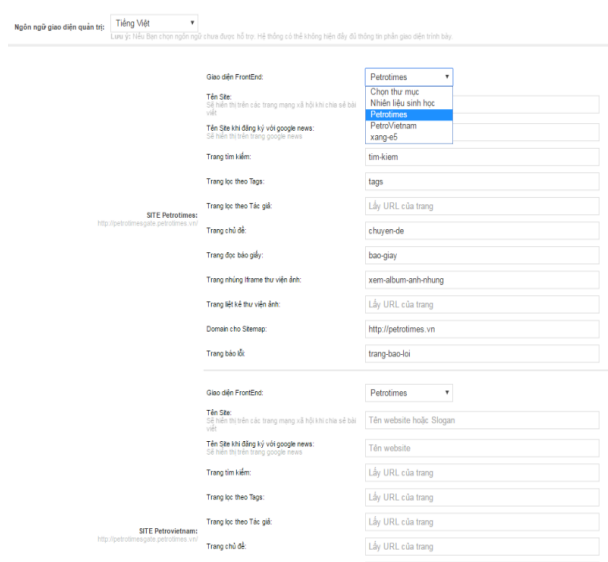 Ngôn ngữ giao diện quản trị: Tiếng Việt
Lưu ý: Nếu Bạn chọn ngôn ngữ chưa được hỗ trợ. Hệ thống có thể không hiện đầy đủ thông tin phần giao diện trình bày.
Giao diện FrontEnd: Petrotimes
Chọn thư mục
Nhiên liệu sinh học
Petrotimes
PetroVietnam
xang-e5
Tên Site:
Sẽ hiển thị trên các trang mạng xã hội khi chia sẻ bài
viết
Tên Site khi đăng ký với google news:
Sẽ hiển thị trên trang google news
Trang tìm kiếm: tim-kiem
Trang lọc theo Tags: tags
Trang lọc theo Tác giả: Lấy URL của trang
SITE Petrotimes:
http://petrotimesgate.petrotimes.vn/
Trang chủ đề: chuyen-de
Trang đọc báo giấy: bao-giay
Trang nhúng Iframe thư viện ảnh: xem-album-anh-nhung
Trang liệt kê thư viện ảnh: Lấy URL của trang
Domain cho Sitemap: http://petrotimes.vn
Trang báo lỗi: trang-bao-loi
Giao diện FrontEnd: Petrotimes
Tên Site:
Sẽ hiển thị trên các trang mạng xã hội khi chia sẻ bài
viết
Tên website hoặc Slogan
Tên Site khi đăng ký với google news:
Sẽ hiển thị trên trang google news
Tên website
Trang tìm kiếm: Lấy URL của trang
Trang lọc theo Tags: Lấy URL của trang
Trang lọc theo Tác giả: Lấy URL của trang
SITE Petrovietnam:
http://petrotimesgate.petrotimes.vn/
Trang chủ đề: Lấy URL của trang